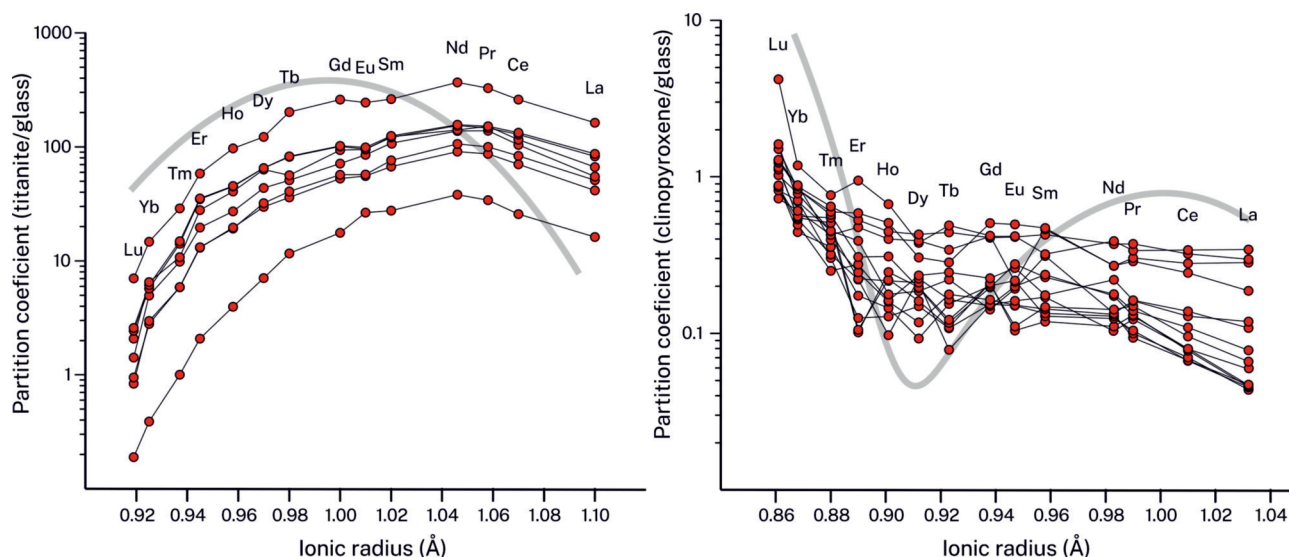 Partition coeficient (titanite/glass)
1000
100
10
1
Lu
Yb
Tm
Er
Ho
Dy
Tb
Gd
Eu
Sm
Nd
Pr
Ce
La
0.92 0.94 0.96 0.98 1.00 1.02 1.04 1.06 1.08 1.10
Ionic radius (Å)
Partition coeficient (clinopyroxene/glass)
10
1
0.1
Lu
Yb
Tm
Er
Ho
Dy
Tb
Gd
Eu
Sm
Nd
Pr
Ce
La
0.86 0.88 0.90 0.92 0.94 0.96 0.98 1.00 1.02 1.04
Ionic radius (Å)